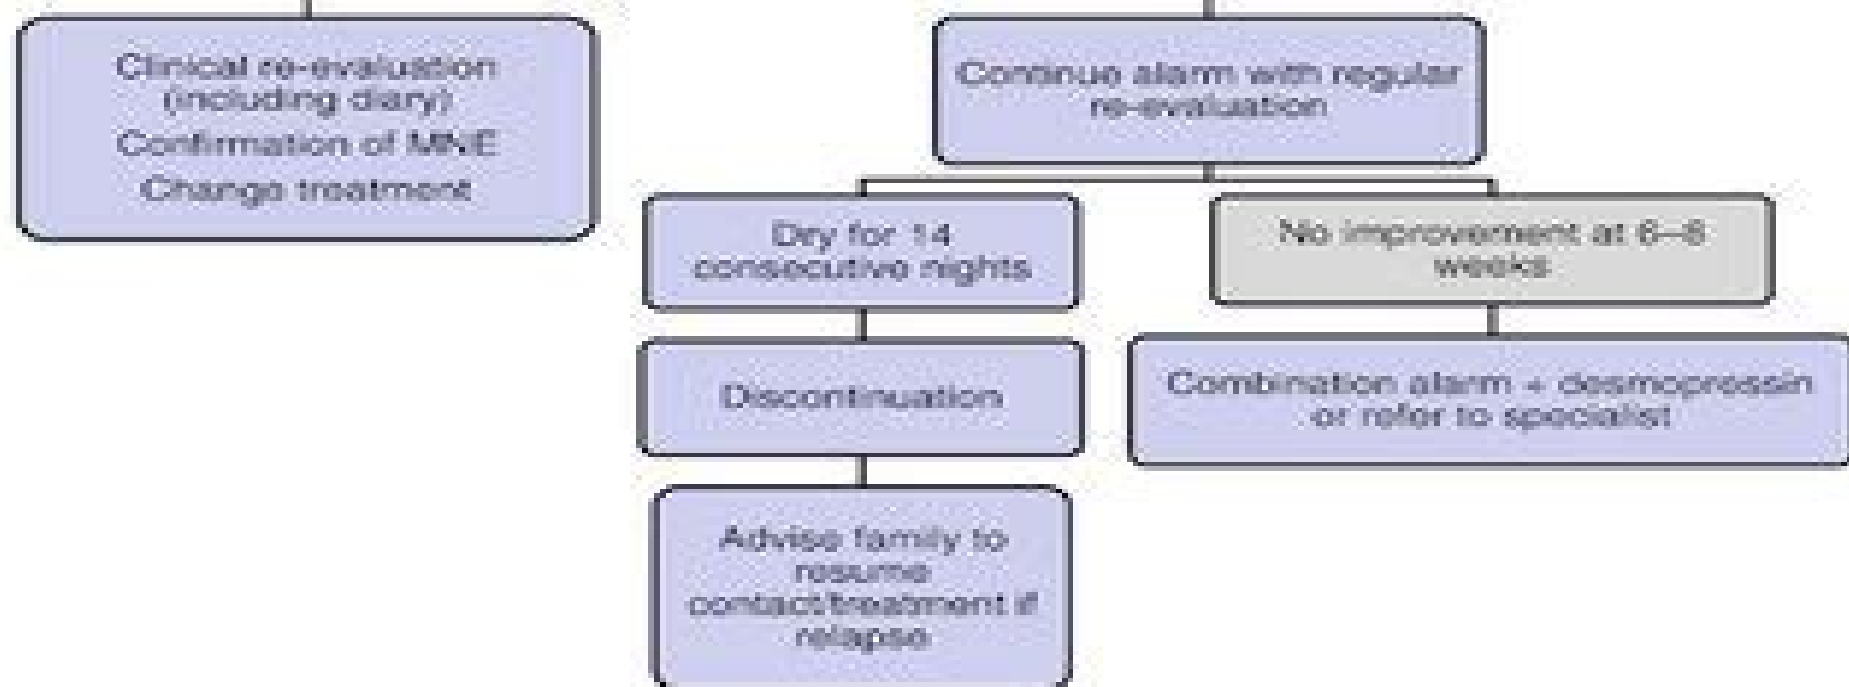 Clinical re-evaluation
(including diary)
Confirmation of MNE
Change treatment
Continue alarm with regular
re-evaluation
Dry for 14
consecutive nights
No improvement at 6–8
weeks
Discontinuation
Combination alarm + desmopressin
or refer to specialist
Advise family to
resume
contact/treatment if
relapse